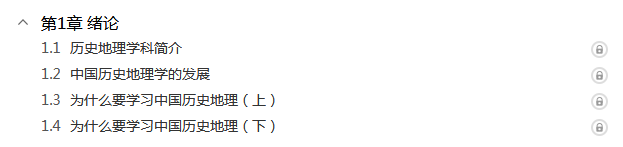 第1章 绪论
1.1 历史地理学科简介
1.2 中国历史地理学的发展
1.3 为什么要学习中国历史地理（上）
1.4 为什么要学习中国历史地理（下）